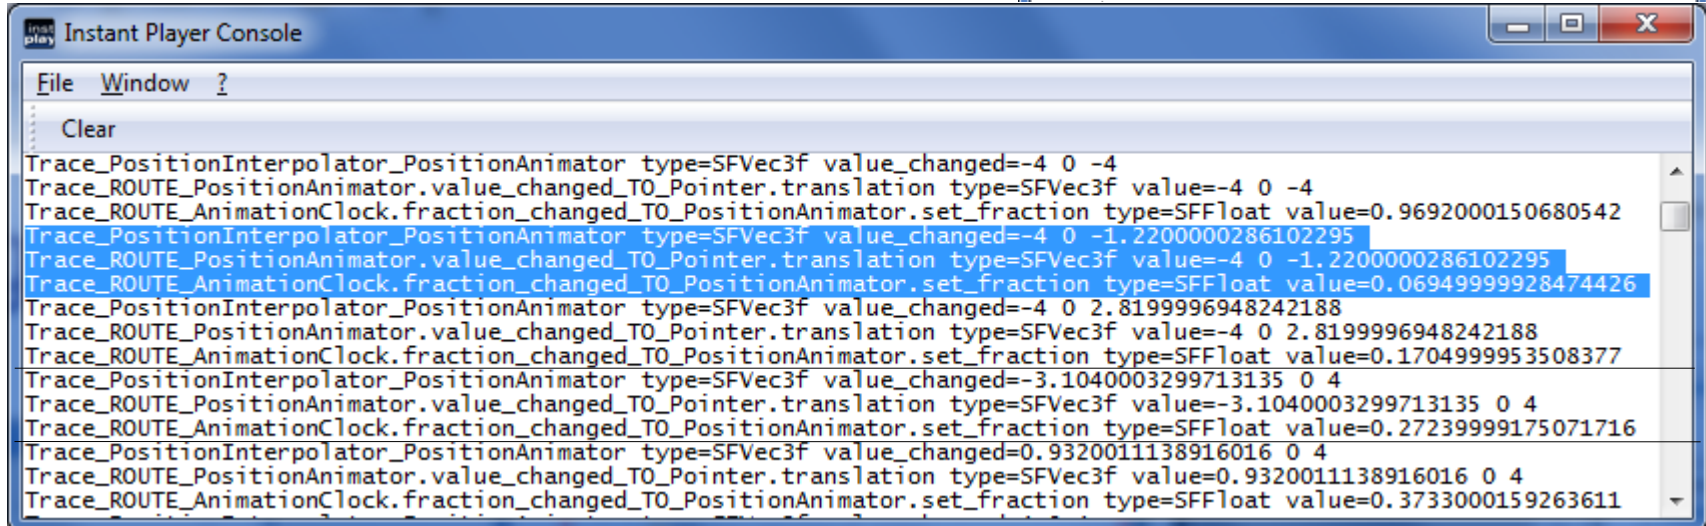 inst play Instant Player Console
File Window ?
Clear
Trace_PositionInterpolator_PositionAnimator type=SFVec3f value_changed=-4 0 -4
Trace_ROUTE_PositionAnimator.value_changed_TO_Pointer.translation type=SFVec3f value=-4 0 -4
Trace_ROUTE_AnimationClock.fraction_changed_TO_PositionAnimator.set_fraction type=SFFloat value=0.9692000150680542
Trace_PositionInterpolator_PositionAnimator type=SFVec3f value_changed=-4 0 -1.2200000286102295
Trace_ROUTE_PositionAnimator.value_changed_TO_Pointer.translation type=SFVec3f value=-4 0 -1.2200000286102295
Trace_ROUTE_AnimationClock.fraction_changed_TO_PositionAnimator.set_fraction type=SFFloat value=0.06949999928474426
Trace_PositionInterpolator_PositionAnimator type=SFVec3f value_changed=-4 0 2.8199996948242188
Trace_ROUTE_PositionAnimator.value_changed_TO_Pointer.translation type=SFVec3f value=-4 0 2.8199996948242188
Trace_ROUTE_AnimationClock.fraction_changed_TO_PositionAnimator.set_fraction type=SFFloat value=0.1704999953508377
Trace_PositionInterpolator_PositionAnimator type=SFVec3f value_changed=-3.1040003299713135 0 4
Trace_ROUTE_PositionAnimator.value_changed_TO_Pointer.translation type=SFVec3f value=-3.1040003299713135 0 4
Trace_ROUTE_AnimationClock.fraction_changed_TO_PositionAnimator.set_fraction type=SFFloat value=0.27239999175071716
Trace_PositionInterpolator_PositionAnimator type=SFVec3f value_changed=0.9320011138916016 0 4
Trace_ROUTE_PositionAnimator.value_changed_TO_Pointer.translation type=SFVec3f value=0.9320011138916016 0 4
Trace_ROUTE_AnimationClock.fraction_changed_TO_PositionAnimator.set_fraction type=SFFloat value=0.3733000159263611